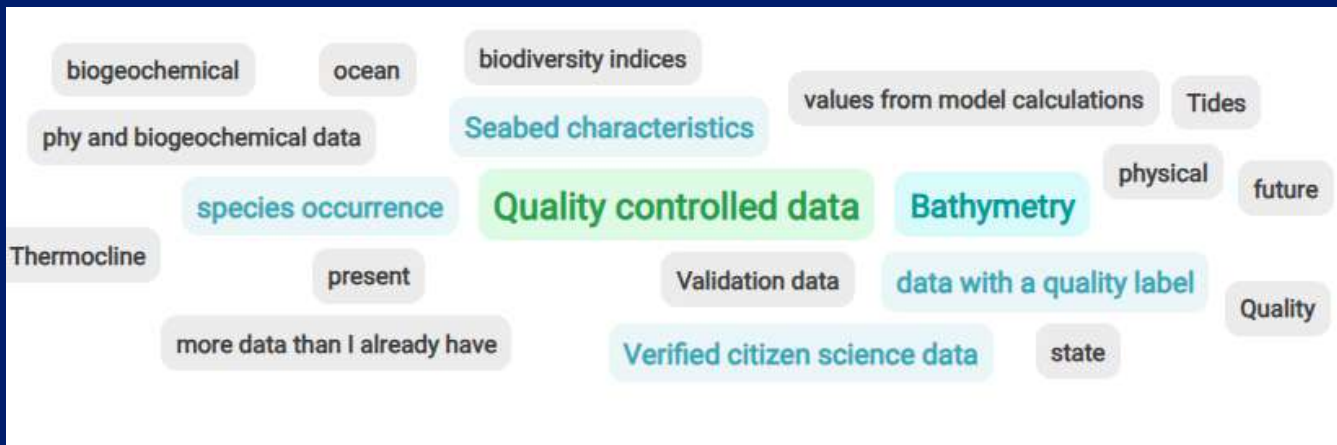 biodiversity indices
biogeochemical
ocean
values from model calculations
Tides
Seabed characteristics
phy and biogeochemical data
physical
future
species occurrence
Quality controlled data
Bathymetry
Thermocline
present
Validation data
data with a quality label
Quality
more data than I already have
Verified citizen science data
state